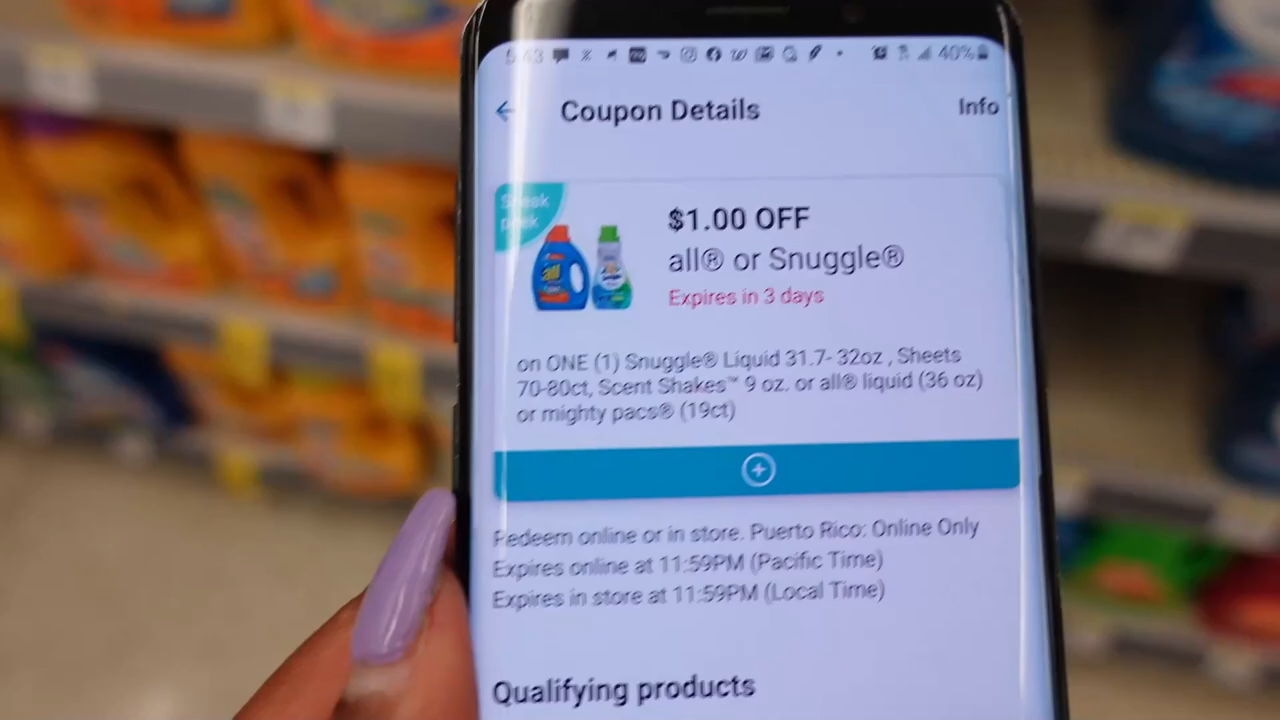 5:43 40%
Coupon Details Info
Sneak
peek
$1.00 OFF
all® or Snuggle®
Expires in 3 days
all
on ONE (1) Snuggle® Liquid 31.7- 32oz , Sheets
70-80ct, Scent Shakes™ 9 oz. or all® liquid (36 oz)
or mighty pacs® (19ct)
Redeem online or in store. Puerto Rico: Online Only
Expires online at 11:59PM (Pacific Time)
Expires in store at 11:59PM (Local Time)
Qualifying products